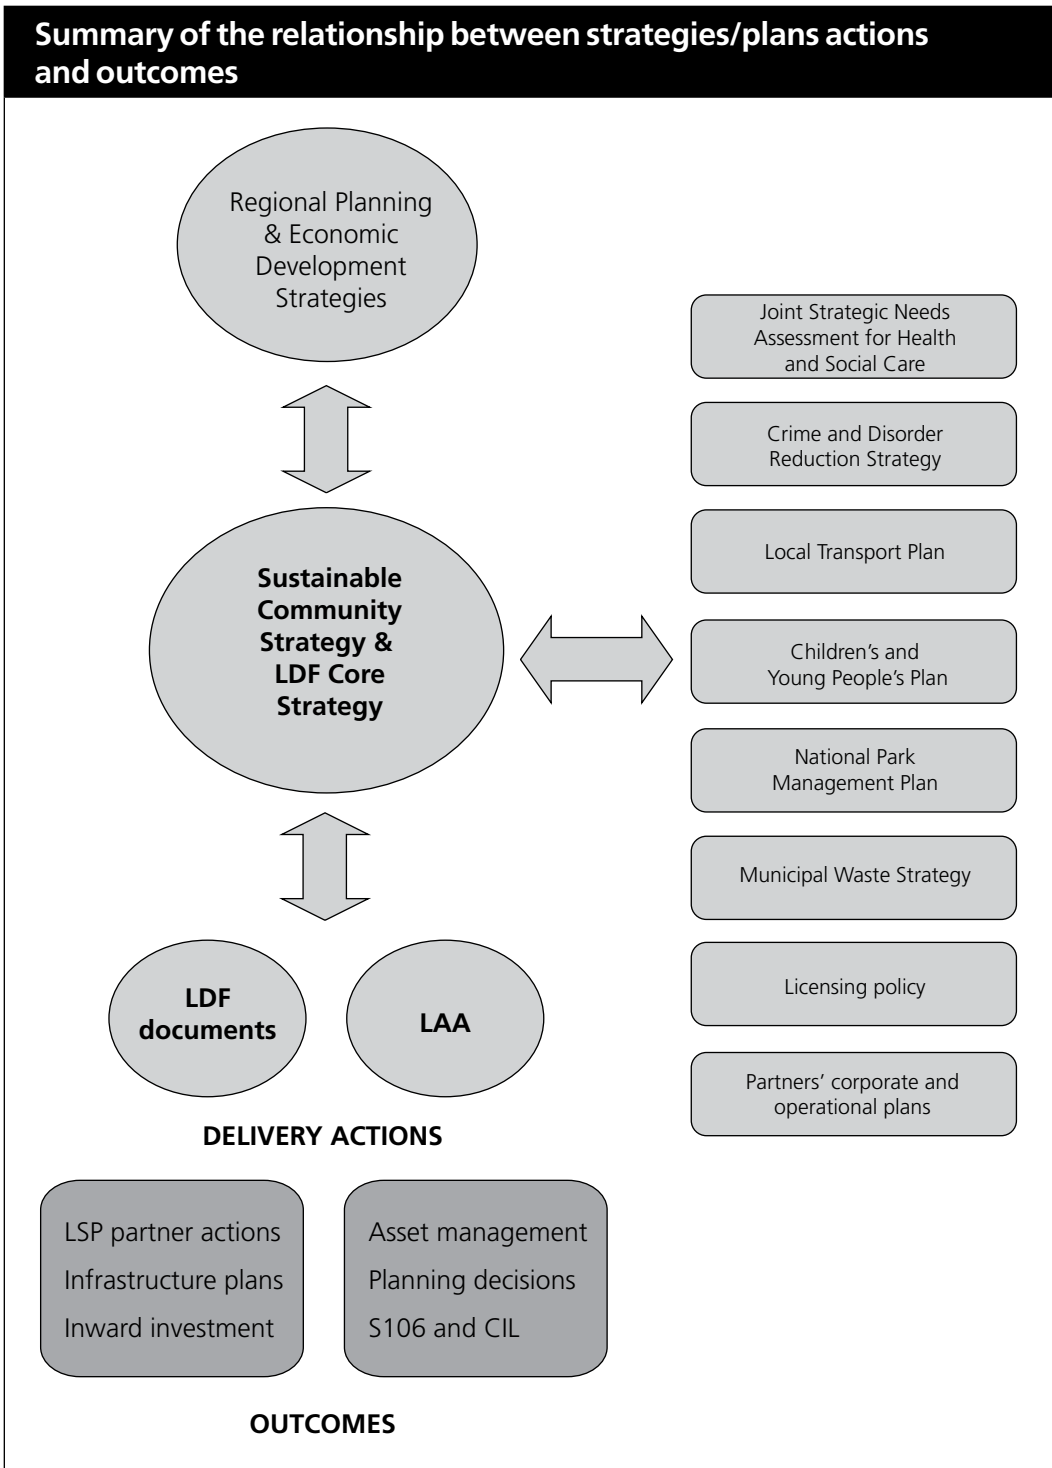 Summary of the relationship between strategies/plans actions
and outcomes
Regional Planning
& Economic
Development
Strategies
Sustainable
Community
Strategy &
LDF Core
Strategy
LDF
documents
LAA
DELIVERY ACTIONS
LSP partner actions
Infrastructure plans
Inward investment
Asset management
Planning decisions
S106 and CIL
OUTCOMES
Joint Strategic Needs
Assessment for Health
and Social Care
Crime and Disorder
Reduction Strategy
Local Transport Plan
Children’s and
Young People’s Plan
National Park
Management Plan
Municipal Waste Strategy
Licensing policy
Partners’ corporate and
operational plans